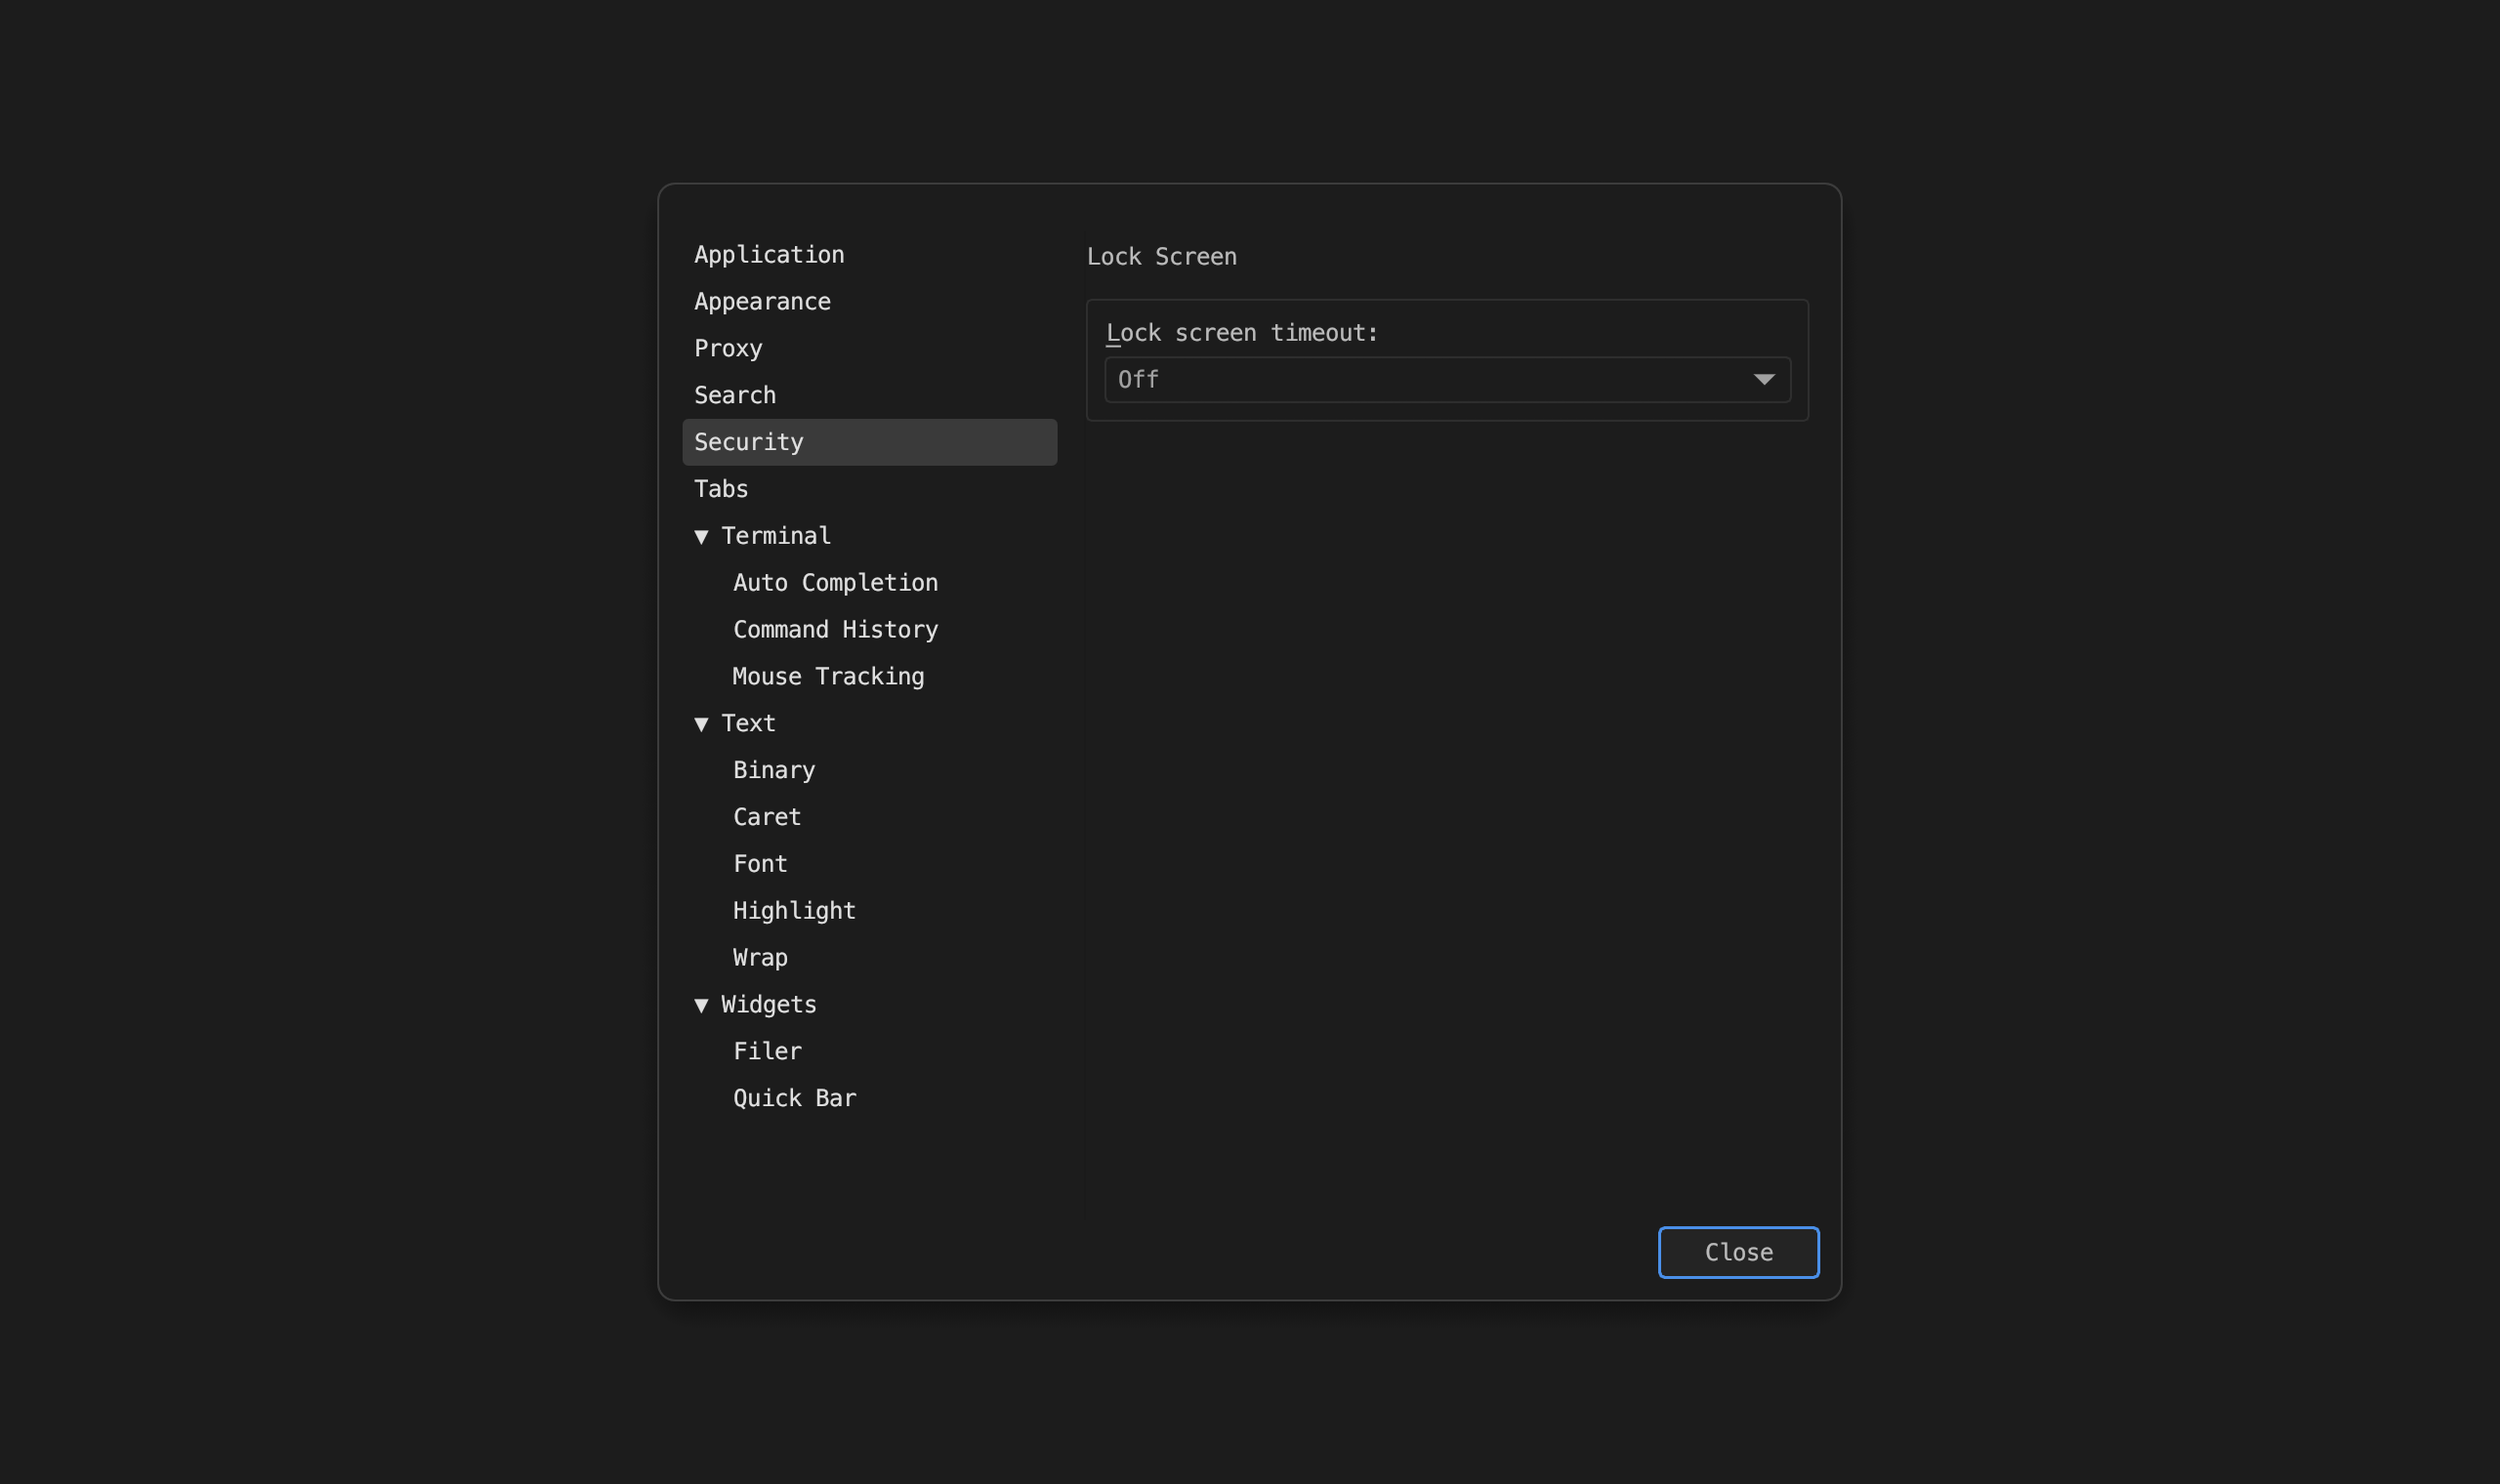 Application
Appearance
Proxy
Search
Security
Tabs
▼ Terminal
Auto Completion
Command History
Mouse Tracking
▼ Text
Binary
Caret
Font
Highlight
Wrap
▼ Widgets
Filer
Quick Bar
Lock Screen
Lock screen timeout:
Off
Close